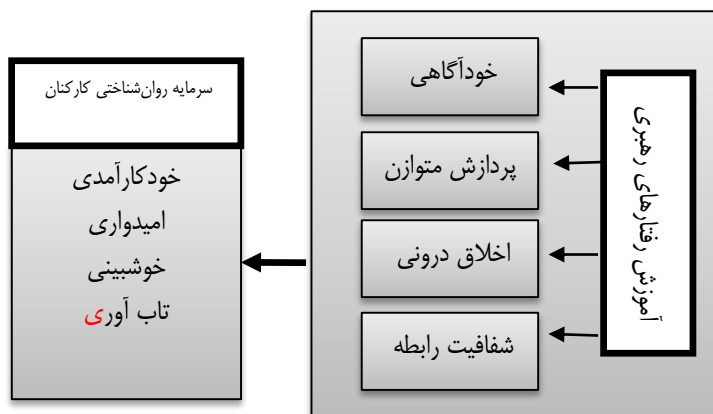 آموزش رفتارهای رهبری
خودآگاهی
پردازش متوازن
اخلاق درونی
شفافیت رابطه
سرمایه روان‌شناختی کارکنان
خودکارآمدی
امیدواری
خوشبینی
تاب آوری